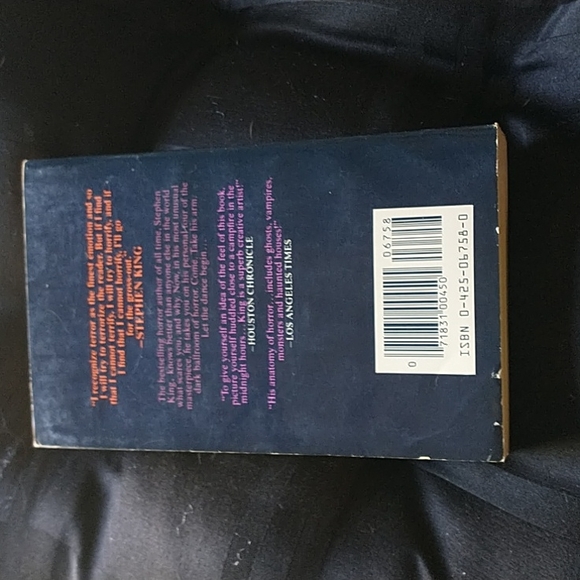 "I recognize terror as the finest emotion and so
I will try to terrorize the reader. But if I find
that I cannot terrify, I will try to horrify, and if
I find that I cannot horrify, I'll go
for the gross-out."
—STEPHEN KING
The bestselling horror author of all time, Stephen
King, knows better than anyone else in the world
what scares you, and why. Now, in his most unusual
masterpiece, he takes you on his personal tour of the
dark ballrooms of horror. Come. Take his arm.
Let the dance begin...
"To give yourself an idea of the feel of this book,
picture yourself huddled close to a campfire in the
midnight hours... King is a superb creative artist!"
—HOUSTON CHRONICLE
"His anatomy of horror... includes ghosts, vampires,
monsters and haunted houses!"
—LOS ANGELES TIMES
06758
0 71831 00450
ISBN 0-425-06758-0